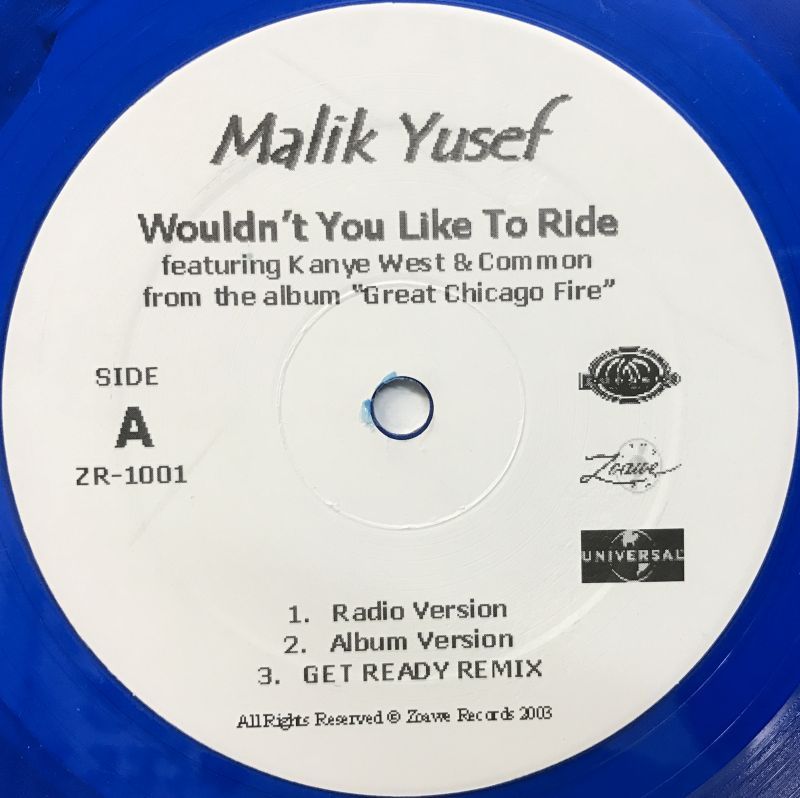 Malik Yusef
Wouldn't You Like To Ride
featuring Kanye West & Common
from the album "Great Chicago Fire"
SIDE
A
ZR-1001
Zoawe
UNIVERSAL
1. Radio Version
2. Album Version
3. GET READY REMIX
All Rights Reserved © Zoawe Records 2003